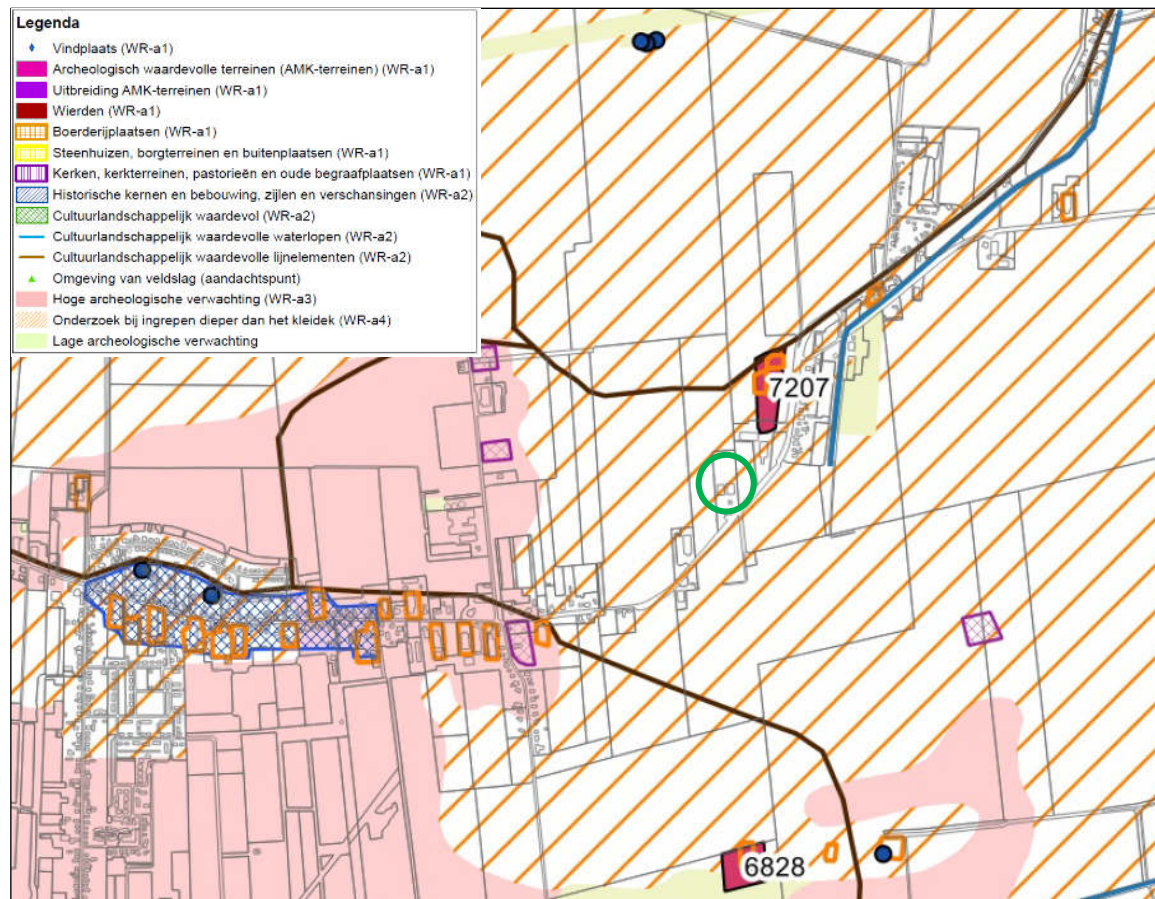 Legenda
Vindplaats (WR-a1)
Archeologisch waardevolle terreinen (AMK-terreinen) (WR-a1)
Uitbreiding AMK-terreinen (WR-a1)
Wierden (WR-a1)
Boerderijplaatsen (WR-a1)
Steenhuizen, borgterreinen en buitenplaatsen (WR-a1)
Kerken, kerkterreinen, pastorieën en oude begraafplaatsen (WR-a1)
Historische kernen en bebouwing, zijlen en verschansingen (WR-a2)
Cultuurlandschappelijk waardevol (WR-a2)
Cultuurlandschappelijk waardevolle waterlopen (WR-a2)
Cultuurlandschappelijk waardevolle lijnelementen (WR-a2)
Omgeving van veldslag (aandachtspunt)
Hoge archeologische verwachting (WR-a3)
Onderzoek bij ingrepen dieper dan het kleidek (WR-a4)
Lage archeologische verwachting
7207
6828